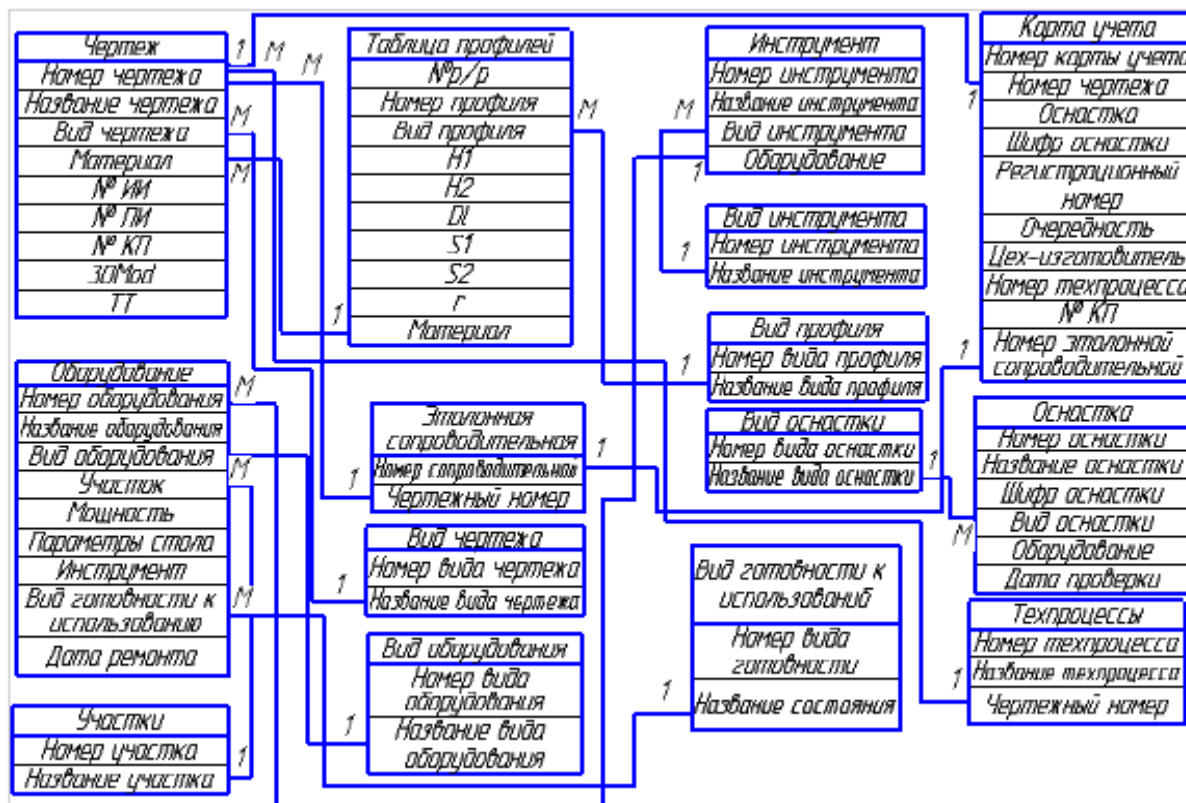 Чертеж
Номер чертежа
Название чертежа
Вид чертежа
Материал
№ ИИ
№ ПИ
№ КП
3DMod
ТТ
1
М
М
М
М
Таблица профилей
№р/р
Номер профиля
Вид профиля
H1
H2
Dl
S1
S2
r
Материал
1
М
Инструмент
Номер инструмента
Название инструмента
Вид инструмента
Оборудование
М
1
Вид инструмента
Номер инструмента
Название инструмента
1
Вид профиля
Номер вида профиля
Название вида профиля
1
Вид оснастки
Номер вида оснастки
Название вида оснастки
1
М
Карта учета
Номер карты учета
Номер чертежа
Оснастка
Шифр оснастки
Регистрационный
номер
Очередность
Цех-изготовитель
Номер техпроцесса
№ КП
Номер эталонной
сопроводительной
1
1
Оборудование
Номер оборудования
Название оборудования
Вид оборудования
Участок
Мощность
Параметры стола
Инструмент
Вид готовности к
использованию
Дата ремонта
М
М
М
Эталонная
сопроводительная
Номер сопроводительной
Чертежный номер
1
1
Вид чертежа
Номер вида чертежа
Название вида чертежа
1
Вид оборудования
Номер вида
оборудования
Название вида
оборудования
1
Вид готовности к
использований
Номер вида
готовности
Название состояния
1
Оснастка
Номер оснастки
Название оснастки
Шифр оснастки
Вид оснастки
Оборудование
Дата проверки
Техпроцессы
Номер техпроцесса
Название техпроцесса
Чертежный номер
1
Участки
Номер участка
Название участка
1